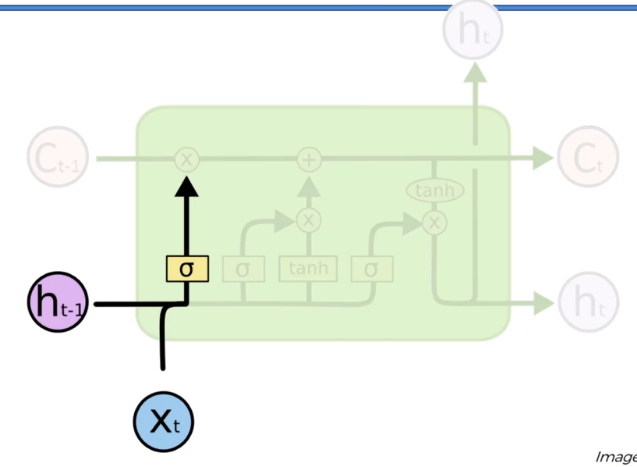 ht
Ct-1
x
+
Ct
tanh
x
x
σ
σ
tanh
σ
ht-1
ht
xt
Image